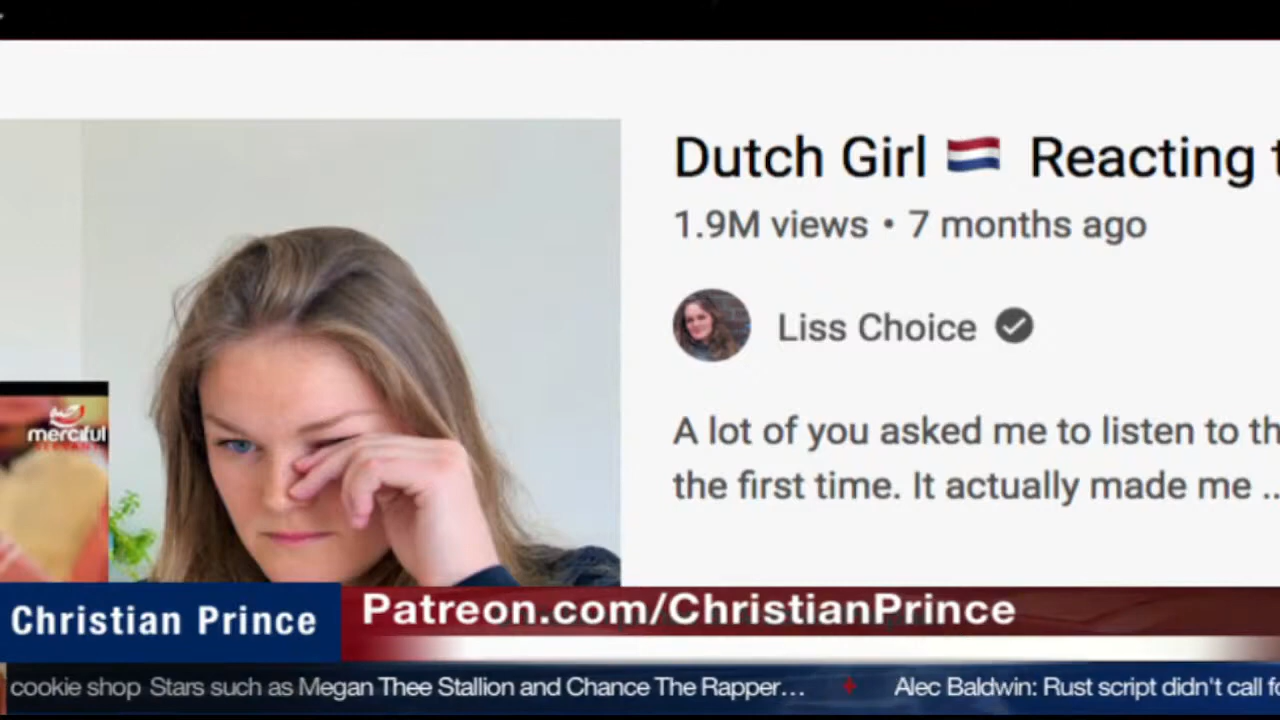 Dutch Girl 🇳🇱 Reacting t
1.9M views • 7 months ago
Liss Choice
A lot of you asked me to listen to th
the first time. It actually made me ..
merciful
Christian Prince
Patreon.com/ChristianPrince
cookie shop Stars such as Megan Thee Stallion and Chance The Rapper… Alec Baldwin: Rust script didn't call fo